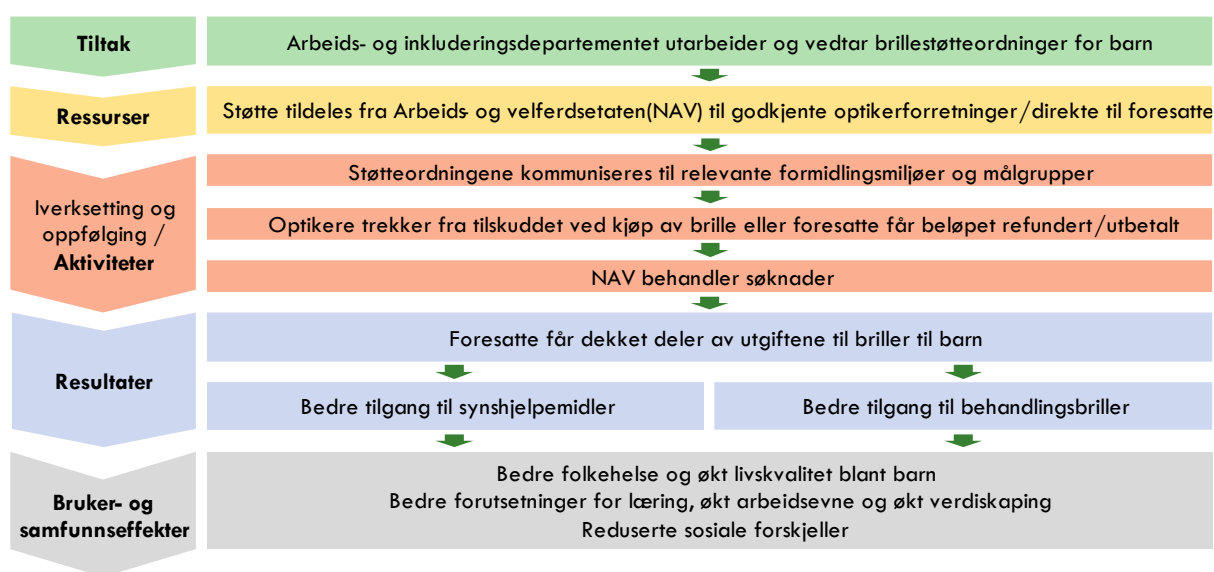 Tiltak
Arbeids- og inkluderingsdepartementet utarbeider og vedtar brillestøtteordninger for barn
Ressurser
Støtte tildeles fra Arbeids- og velferdsetaten(NAV) til godkjente optikerforretninger/direkte til foresatte
Iverksetting og
oppfølging /
Aktiviteter
Støtteordningene kommuniseres til relevante formidlingsmiljøer og målgrupper
Optikere trekker fra tilskuddet ved kjøp av brille eller foresatte får beløpet refundert/utbetalt
NAV behandler søknader
Resultater
Foresatte får dekket deler av utgiftene til briller til barn
Bedre tilgang til synshjelpemidler
Bedre tilgang til behandlingsbriller
Bruker- og
samfunnseffekter
Bedre folkehelse og økt livskvalitet blant barn
Bedre forutsetninger for læring, økt arbeidsevne og økt verdiskaping
Reduserte sosiale forskjeller